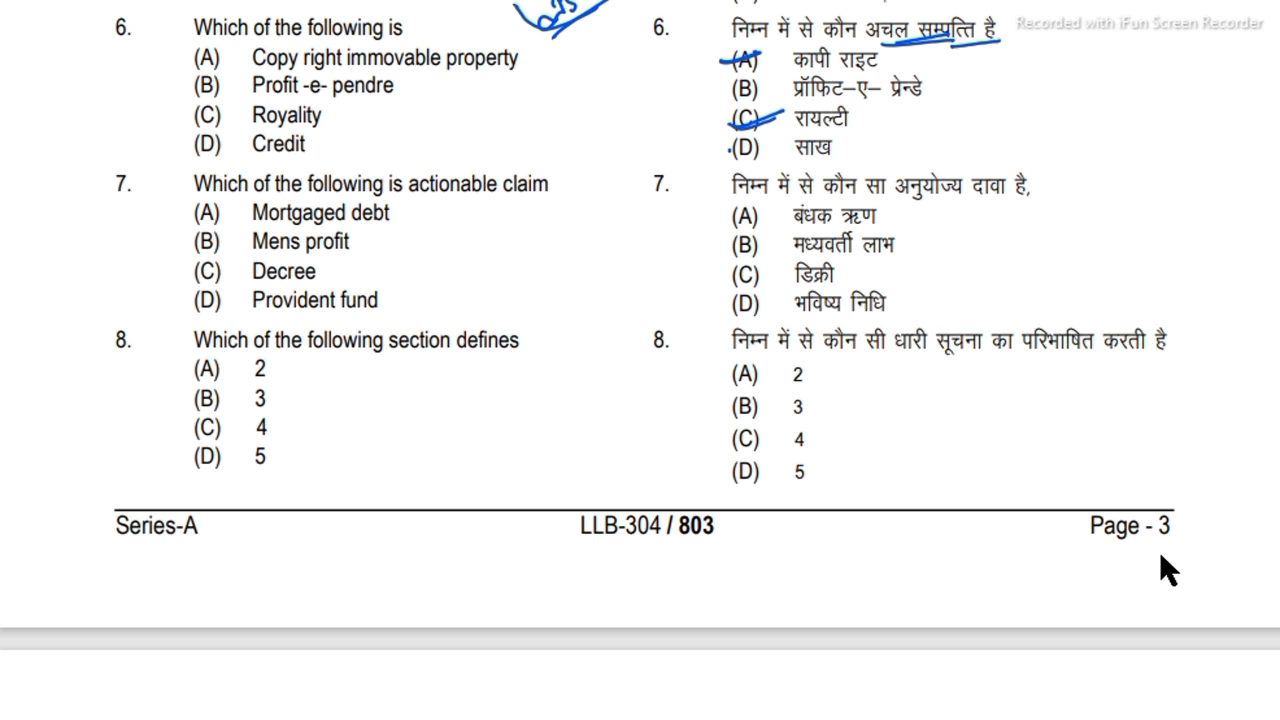 Recorded with iFun Screen Recorder
6. Which of the following is
(A) Copy right immovable property
(B) Profit -e- pendre
(C) Royality
(D) Credit
7. Which of the following is actionable claim
(A) Mortgaged debt
(B) Mens profit
(C) Decree
(D) Provident fund
8. Which of the following section defines
(A) 2
(B) 3
(C) 4
(D) 5
6. निम्न में से कौन अचल सम्पत्ति है
(A) कापी राइट
(B) प्रॉफिट–ए– प्रेन्डे
(C) रायल्टी
(D) साख
7. निम्न में से कौन सा अनुयोज्य दावा है,
(A) बंधक ऋण
(B) मध्यवर्ती लाभ
(C) डिक्री
(D) भविष्य निधि
8. निम्न में से कौन सी धारी सूचना का परिभाषित करती है
(A) 2
(B) 3
(C) 4
(D) 5
Series-A LLB-304 / 803 Page - 3